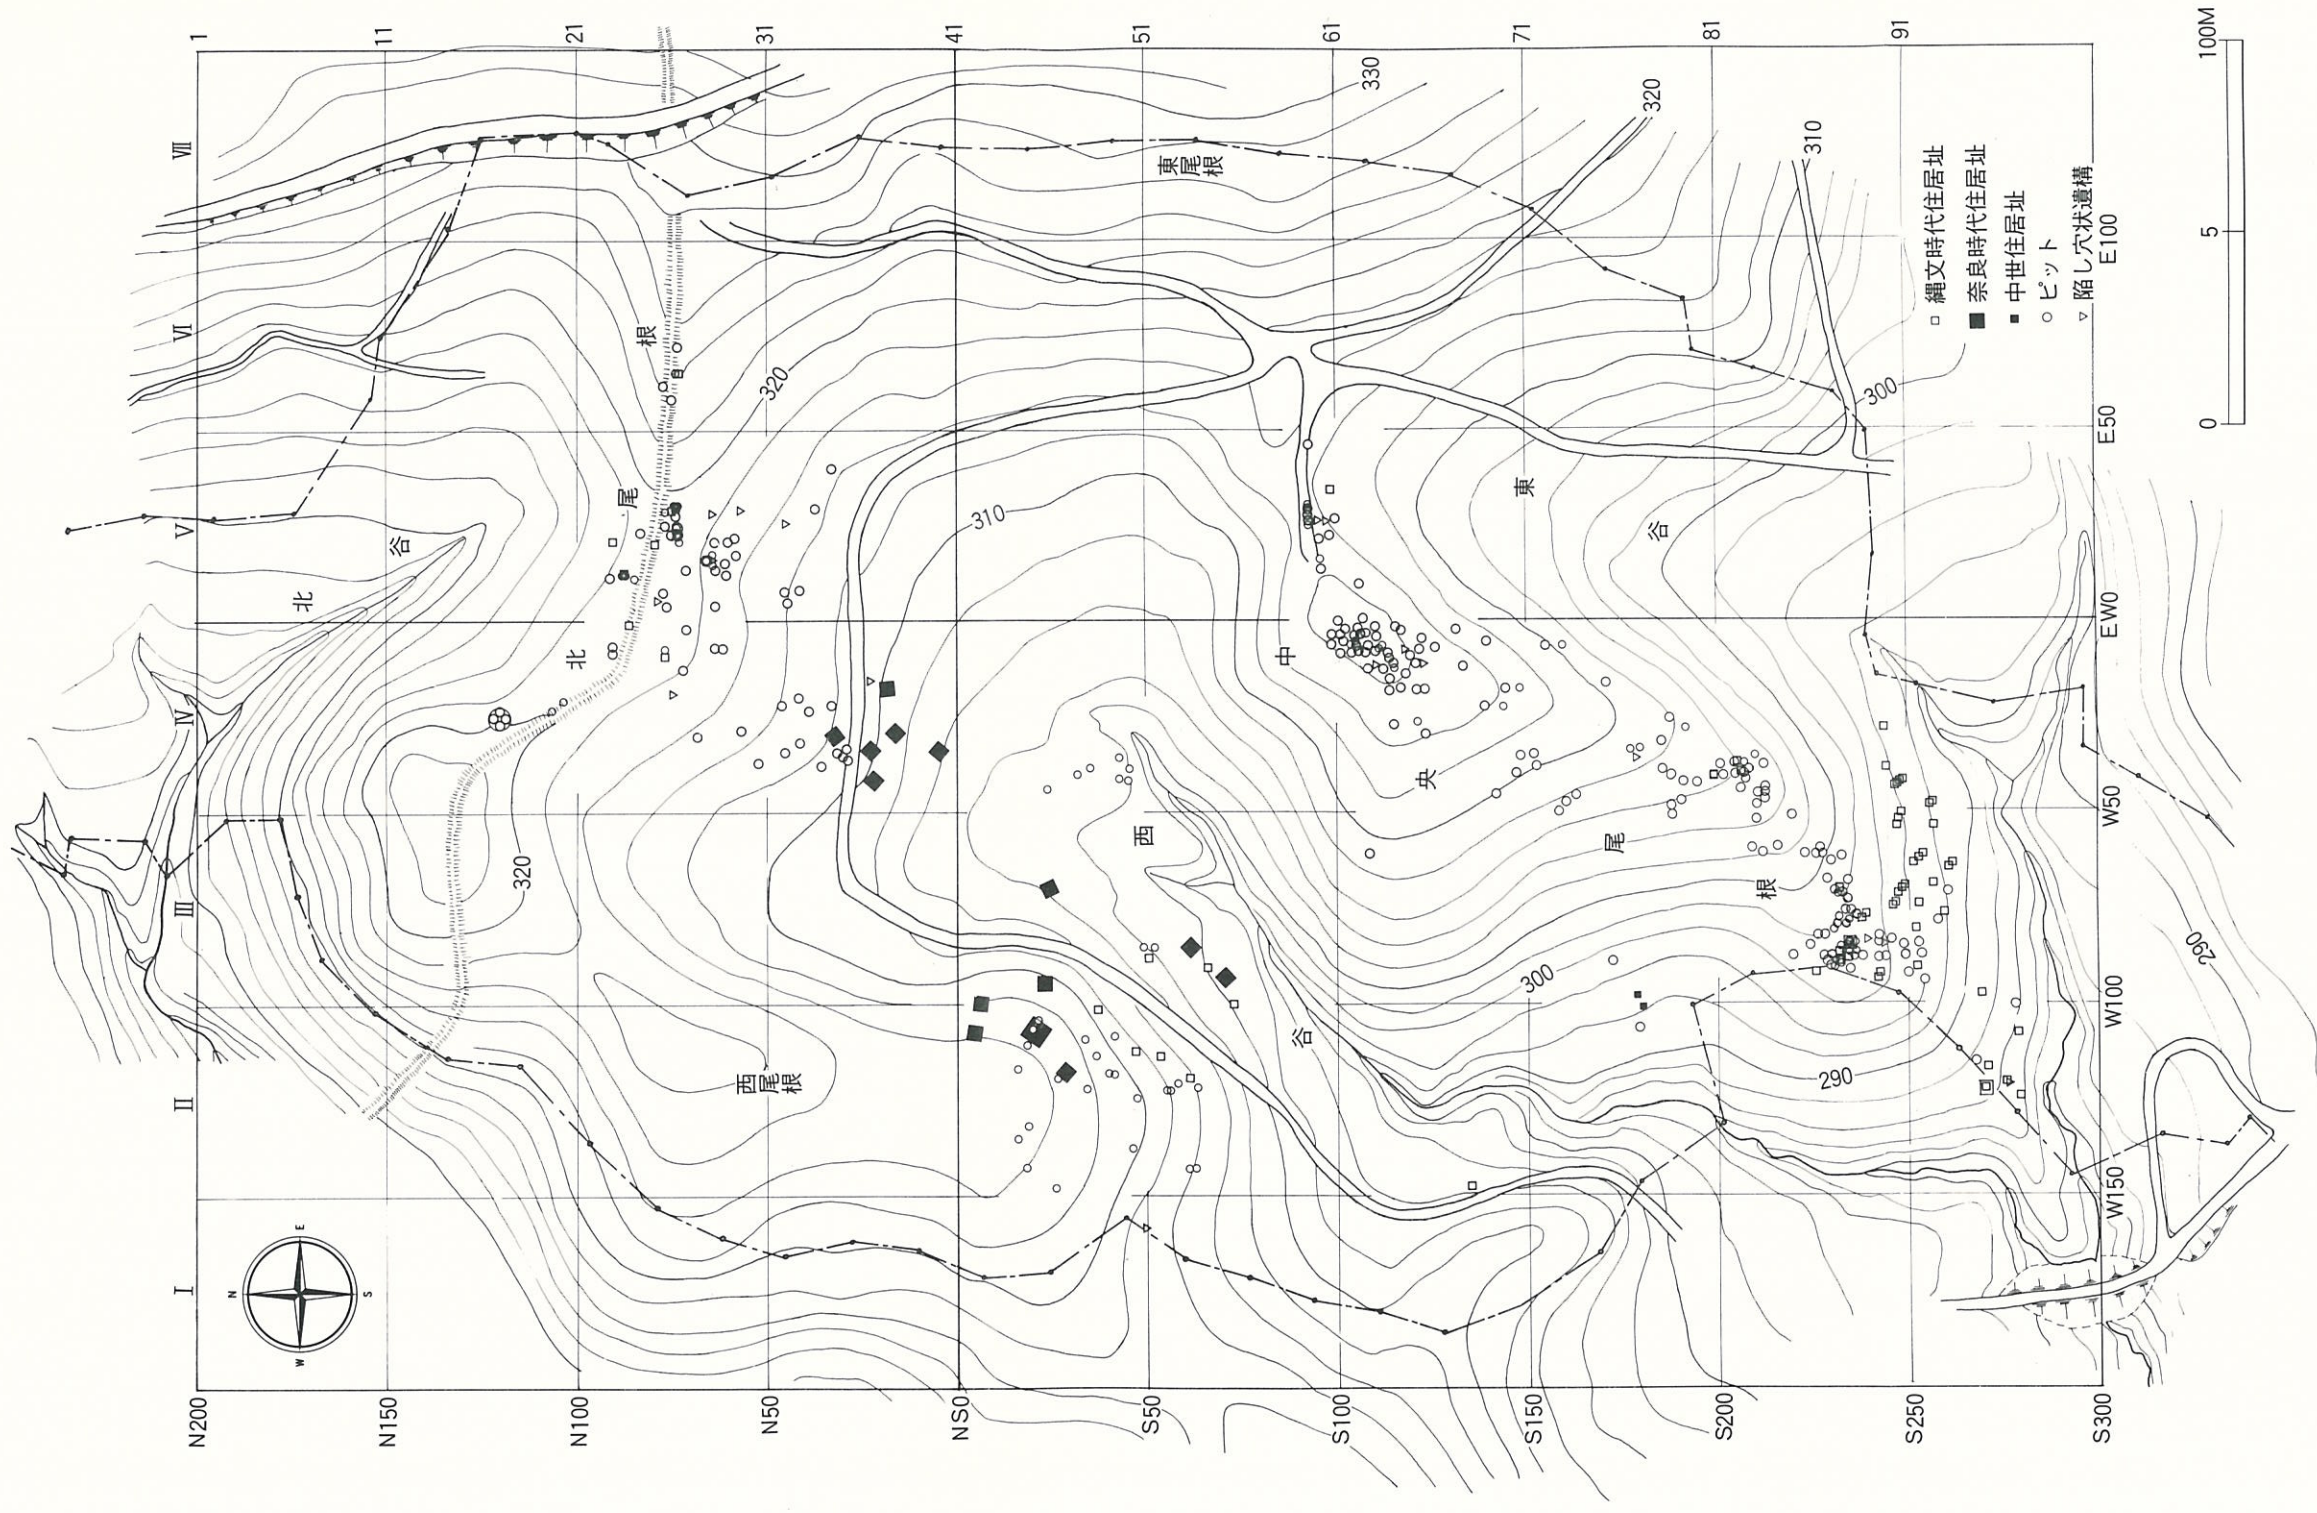 Ⅰ
Ⅱ
Ⅲ
Ⅳ
Ⅴ
Ⅵ
Ⅶ
1
11
21
31
41
51
61
71
81
91
N200
N150
N100
N50
NS0
S50
S100
S150
S200
S250
S300
W150
W100
W50
EW0
E50
E100
N
E
S
W
北
谷
北
尾
根
西尾根
東尾根
西
谷
中
央
尾
根
東
谷
320
320
310
330
320
310
300
300
290
290
□ 縄文時代住居址
■ 奈良時代住居址
■ 中世住居址
○ ピット
▽ 陥し穴状遺構
0
5
100M